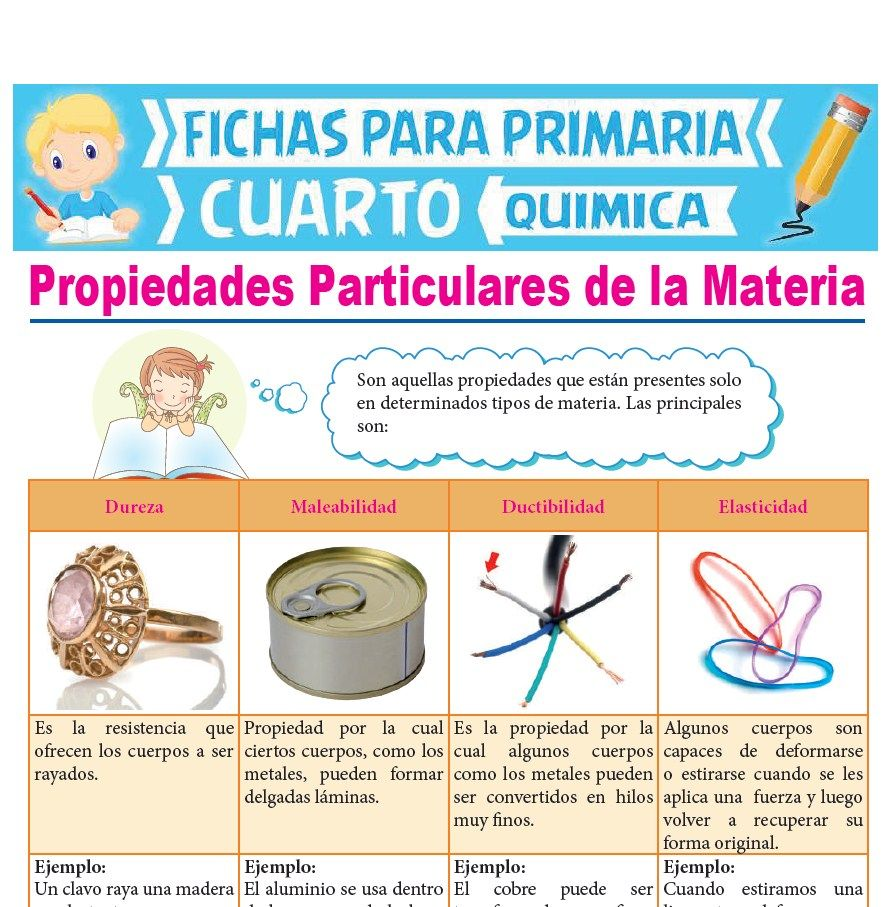 FICHAS PARA PRIMARIA
CUARTO QUIMICA
Propiedades Particulares de la Materia
Son aquellas propiedades que están presentes solo
en determinados tipos de materia. Las principales
son:
Dureza
Es la resistencia que
ofrecen los cuerpos a ser
rayados.
Ejemplo:
Un clavo raya una madera
Maleabilidad
Propiedad por la cual
ciertos cuerpos, como los
metales, pueden formar
delgadas láminas.
Ejemplo:
El aluminio se usa dentro
Ductibilidad
Es la propiedad por la
cual algunos cuerpos
como los metales pueden
ser convertidos en hilos
muy finos.
Ejemplo:
El cobre puede ser
Elasticidad
Algunos cuerpos son
capaces de deformarse
o estirarse cuando se les
aplica una fuerza y luego
volver a recuperar su
forma original.
Ejemplo:
Cuando estiramos una